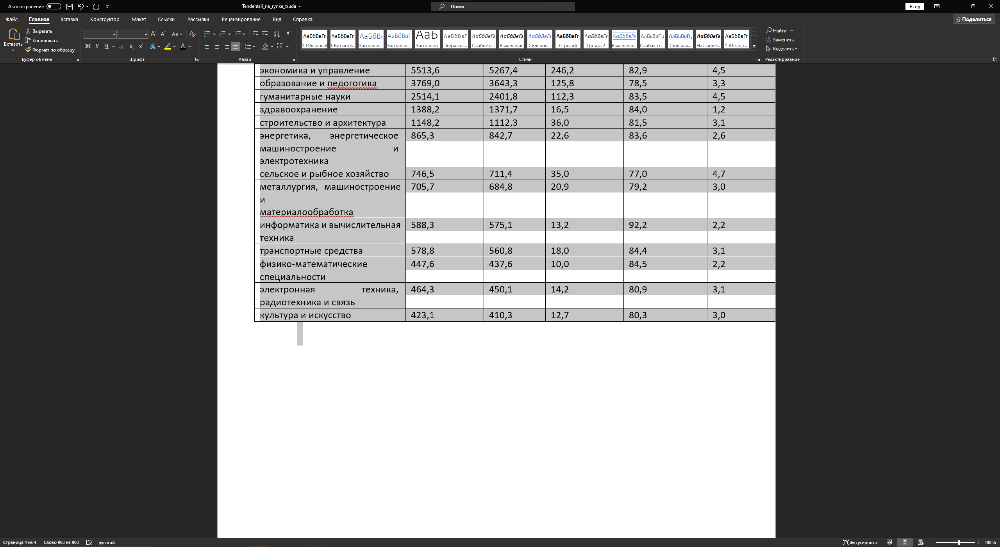 Автосохранение
Tendentsii_na_rynke_truda
Поиск
Вход
Файл Главная Вставка Конструктор Макет Ссылки Рассылки Рецензирование Вид Справка
Поделиться
Вставить
Вырезать
Копировать
Формат по образцу
Буфер обмена
Aa
Ж К Ч ab x₂ x² A A
Шрифт
Абзац
АаБбВвГг, АаБбВвГг, АаБбВв АаБбВвГ АаЬ АаБбВвГ АаБбВвГг АаБбВвГг АаБбВвГг АаБбВвГг, АаБбВвГг АаБбВвГг ААБбВВГг ААБбВВГг, АаБбВвГг АаБбВвГг,
¶ Обычный ¶ Без инте... Заголово... Заголово... Заголовок Подзагол... Слабое в... Выделение Сильное... Строгий Цитата 2 Выделенн... Слабая сс... Сильная... Название... ¶ Абзац с...
Стили
Найти
Заменить
Выделить
Редактирование
экономика и управление 5513,6 5267,4 246,2 82,9 4,5
образование и педогогика 3769,0 3643,3 125,8 78,5 3,3
гуманитарные науки 2514,1 2401,8 112,3 83,5 4,5
здравоохранение 1388,2 1371,7 16,5 84,0 1,2
строительство и архитектура 1148,2 1112,3 36,0 81,5 3,1
энергетика, энергетическое 865,3 842,7 22,6 83,6 2,6
машиностроение и
электротехника
сельское и рыбное хозяйство 746,5 711,4 35,0 77,0 4,7
металлургия, машиностроение 705,7 684,8 20,9 79,2 3,0
и
материалообработка
информатика и вычислительная 588,3 575,1 13,2 92,2 2,2
техника
транспортные средства 578,8 560,8 18,0 84,4 3,1
физико-математические 447,6 437,6 10,0 84,5 2,2
специальности
электронная техника, 464,3 450,1 14,2 80,9 3,1
радиотехника и связь
культура и искусство 423,1 410,3 12,7 80,3 3,0
Страница 4 из 4 Слово 903 из 903 русский
Фокусировка
180 %